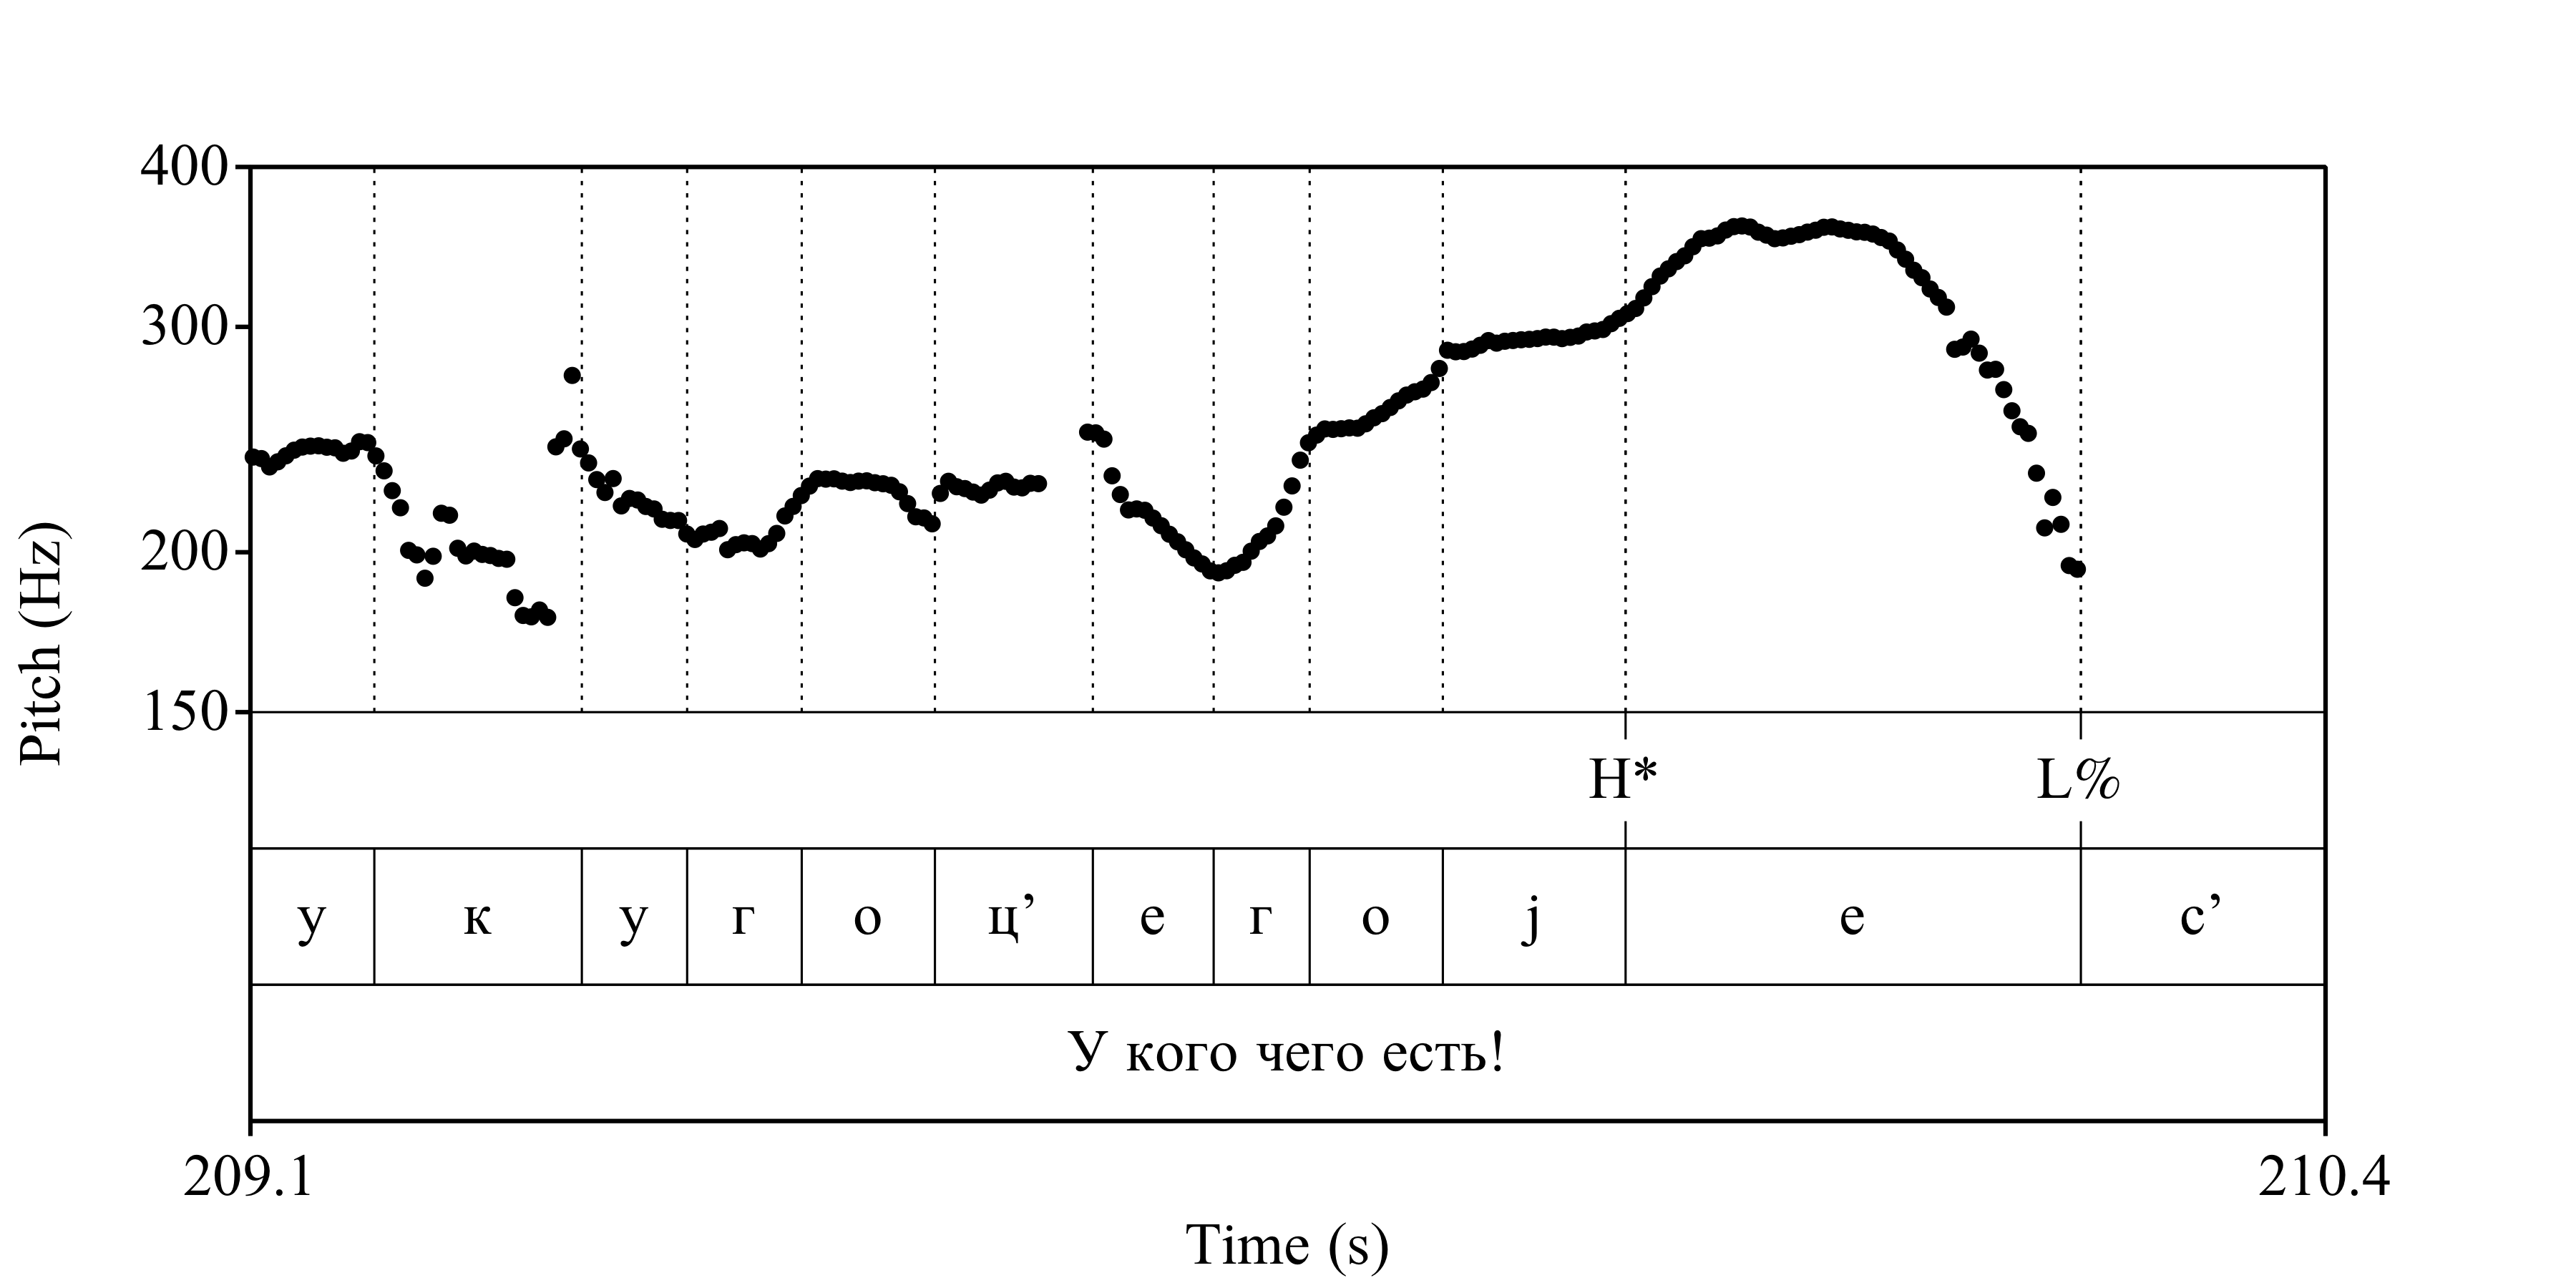 400
300
200
150
Pitch (Hz)
H* L%
у к у г о ц’ е г о j е с’
У кого чего есть!
209.1 210.4
Time (s)